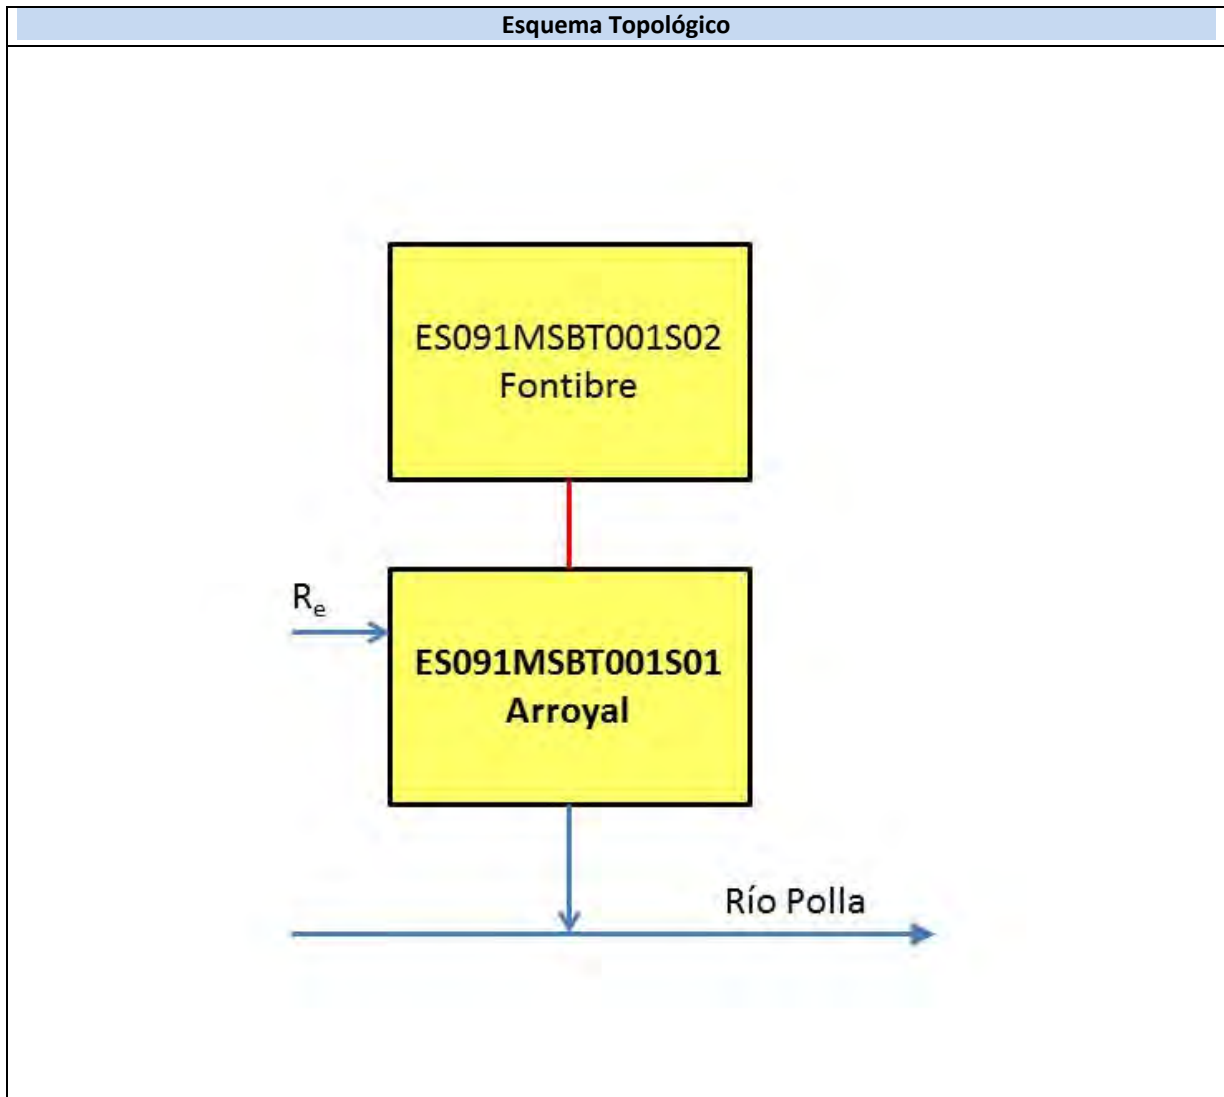 Esquema Topológico
ES091MSBT001S02
Fontibre
Re
ES091MSBT001S01
Arroyal
Río Polla